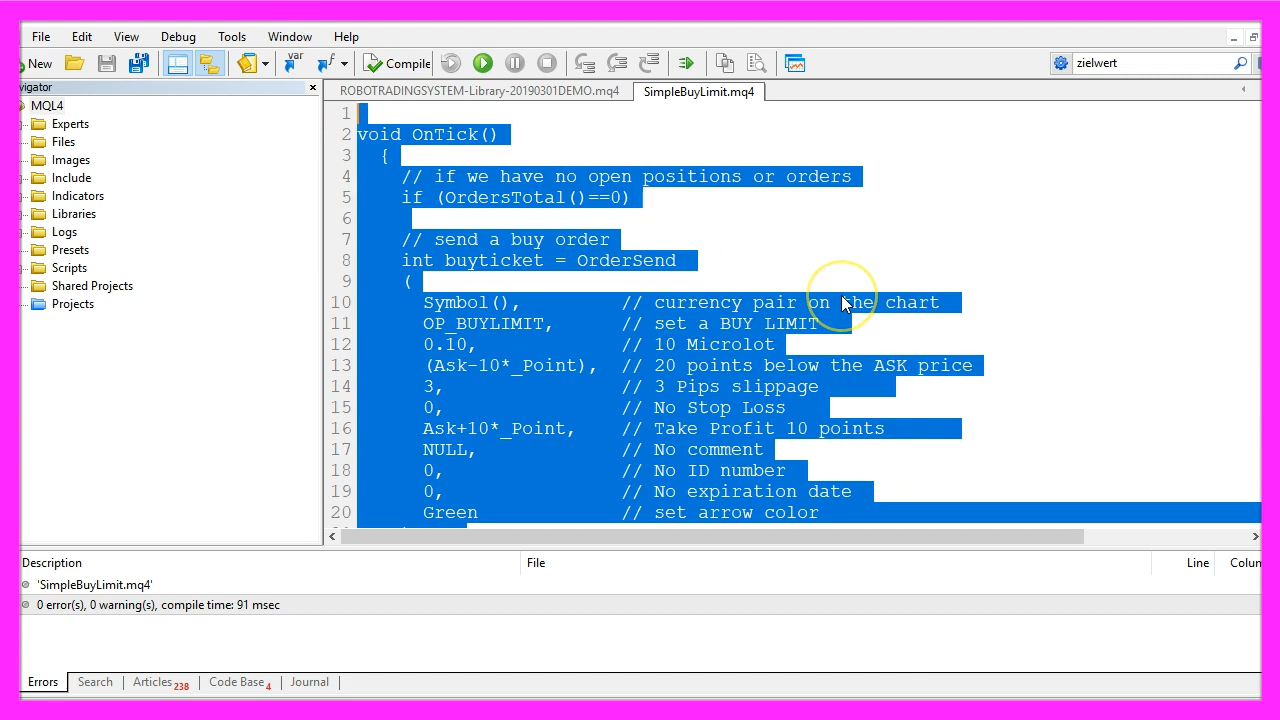 File Edit View Debug Tools Window Help
New var Compile zielwert
avigator
ROBOTRADINGSYSTEM-Library-20190301DEMO.mq4 SimpleBuyLimit.mq4
MQL4
Experts
Files
Images
Include
Indicators
Libraries
Logs
Presets
Scripts
Shared Projects
Projects
1
2 void OnTick()
3 {
4 // if we have no open positions or orders
5 if (OrdersTotal()==0)
6
7 // send a buy order
8 int buyticket = OrderSend
9 (
10 Symbol(), // currency pair on the chart
11 OP_BUYLIMIT, // set a BUY LIMIT
12 0.10, // 10 Microlot
13 (Ask-10*_Point), // 20 points below the ASK price
14 3, // 3 Pips slippage
15 0, // No Stop Loss
16 Ask+10*_Point, // Take Profit 10 points
17 NULL, // No comment
18 0, // No ID number
19 0, // No expiration date
20 Green // set arrow color
Description File Line Colun
'SimpleBuyLimit.mq4'
0 error(s), 0 warning(s), compile time: 91 msec
Errors Search Articles 238 Code Base 4 Journal